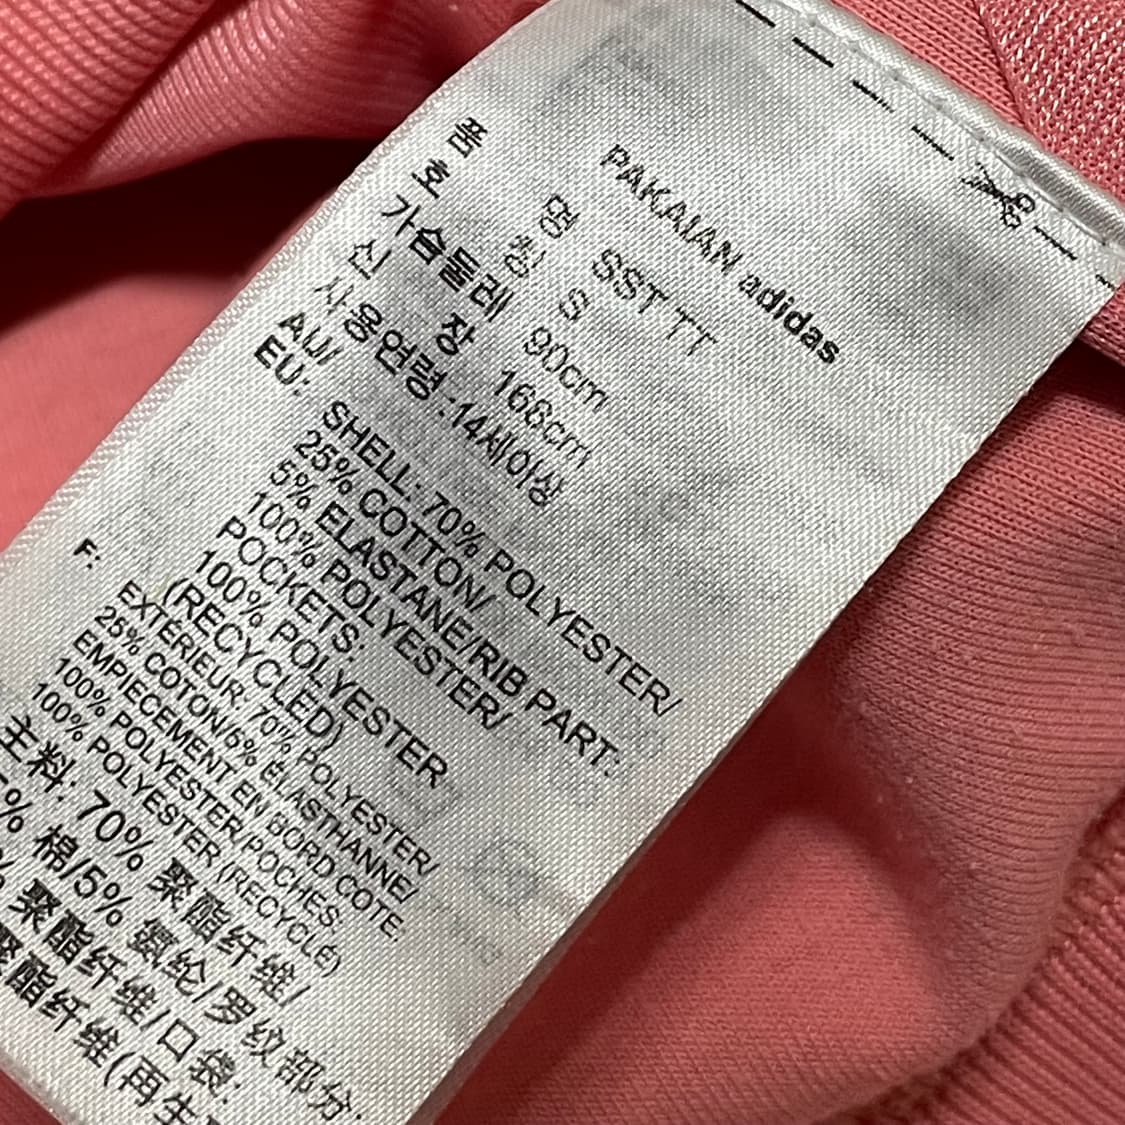 PAKAIAN adidas
품 명 SST TT
호 칭 S
가슴둘레 90cm
신 장 168cm
사용연령 : 14세이상
AU/
EU: SHELL: 70% POLYESTER/
25% COTTON/
5% ELASTANE/RIB PART:
100% POLYESTER/
POCKETS:
100% POLYESTER
(RECYCLED)
F: EXTÉRIEUR: 70% POLYESTER/
25% COTON/5% ÉLASTHANNE/
EMPIECEMENT EN BORD COTE:
100% POLYESTER/POCHES:
100% POLYESTER (RECYCLÉ)
主料: 70% 聚酯纤维/
5% 棉/5% 氨纶/罗纹部分:
% 聚酯纤维/口袋:
聚酯纤维(再生